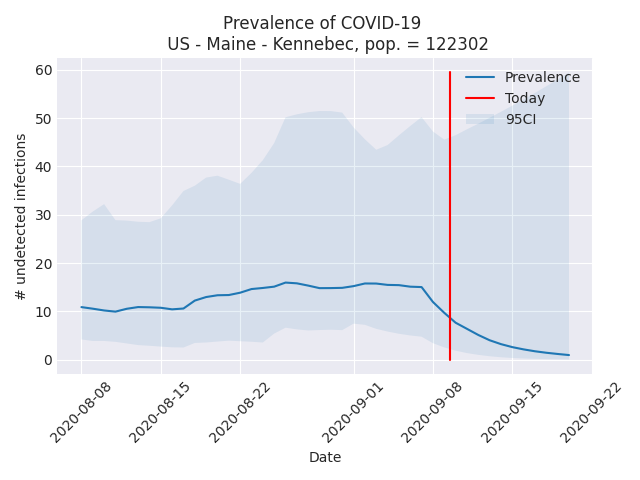 Prevalence of COVID-19
US - Maine - Kennebec, pop. = 122302
# undetected infections
60
50
40
30
20
10
0
Prevalence
Today
95CI
2020-08-08
2020-08-15
2020-08-22
2020-09-01
2020-09-08
2020-09-15
2020-09-22
Date